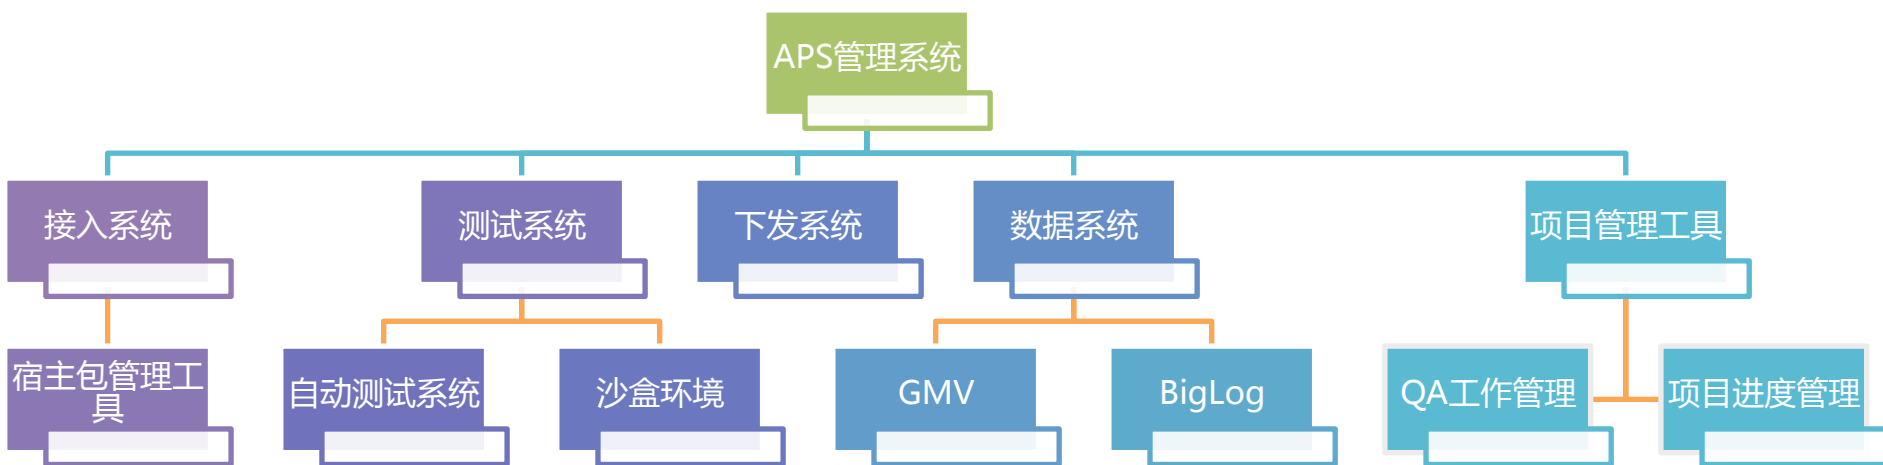 APS管理系统
接入系统
测试系统
下发系统
数据系统
项目管理工具
宿主包管理工
具
自动测试系统
沙盒环境
GMV
BigLog
QA工作管理
项目进度管理